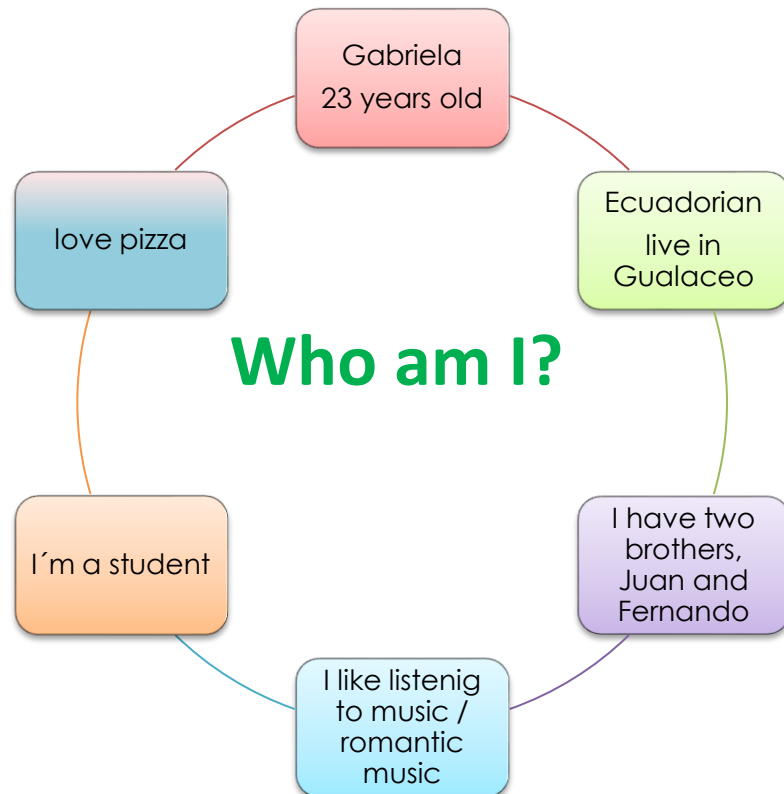 Gabriela
23 years old
Ecuadorian
live in
Gualaceo
I have two
brothers,
Juan and
Fernando
I like listenig
to music /
romantic
music
I´m a student
love pizza
Who am I?